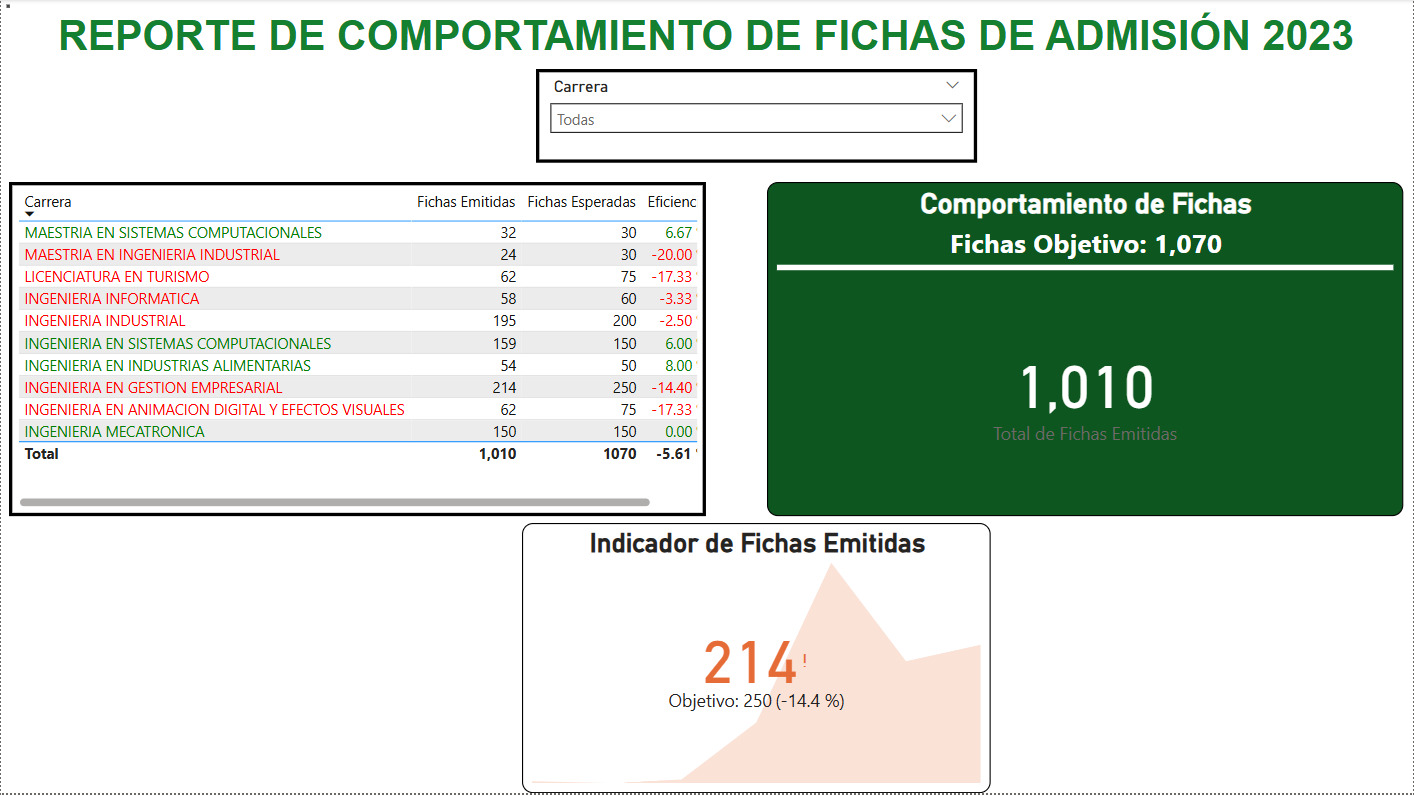 REPORTE DE COMPORTAMIENTO DE FICHAS DE ADMISIÓN 2023
Carrera
Todas
Carrera Fichas Emitidas Fichas Esperadas Eficienc
MAESTRIA EN SISTEMAS COMPUTACIONALES 32 30 6.67
MAESTRIA EN INGENIERIA INDUSTRIAL 24 30 -20.00
LICENCIATURA EN TURISMO 62 75 -17.33
INGENIERIA INFORMATICA 58 60 -3.33
INGENIERIA INDUSTRIAL 195 200 -2.50
INGENIERIA EN SISTEMAS COMPUTACIONALES 159 150 6.00
INGENIERIA EN INDUSTRIAS ALIMENTARIAS 54 50 8.00
INGENIERIA EN GESTION EMPRESARIAL 214 250 -14.40
INGENIERIA EN ANIMACION DIGITAL Y EFECTOS VISUALES 62 75 -17.33
INGENIERIA MECATRONICA 150 150 0.00
Total 1,010 1070 -5.61
Comportamiento de Fichas
Fichas Objetivo: 1,070
1,010
Total de Fichas Emitidas
Indicador de Fichas Emitidas
214!
Objetivo: 250 (-14.4 %)